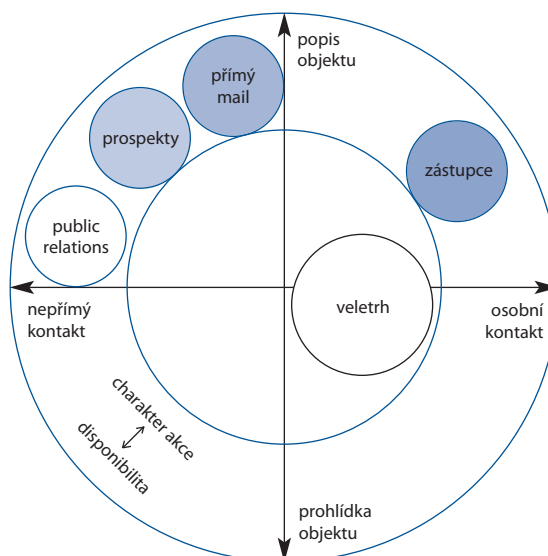 popis
objektu
přímý
mail
prospekty
zástupce
public
relations
nepřímý
kontakt
veletrh
osobní
kontakt
charakter akce
disponibilita
prohlídka
objektu